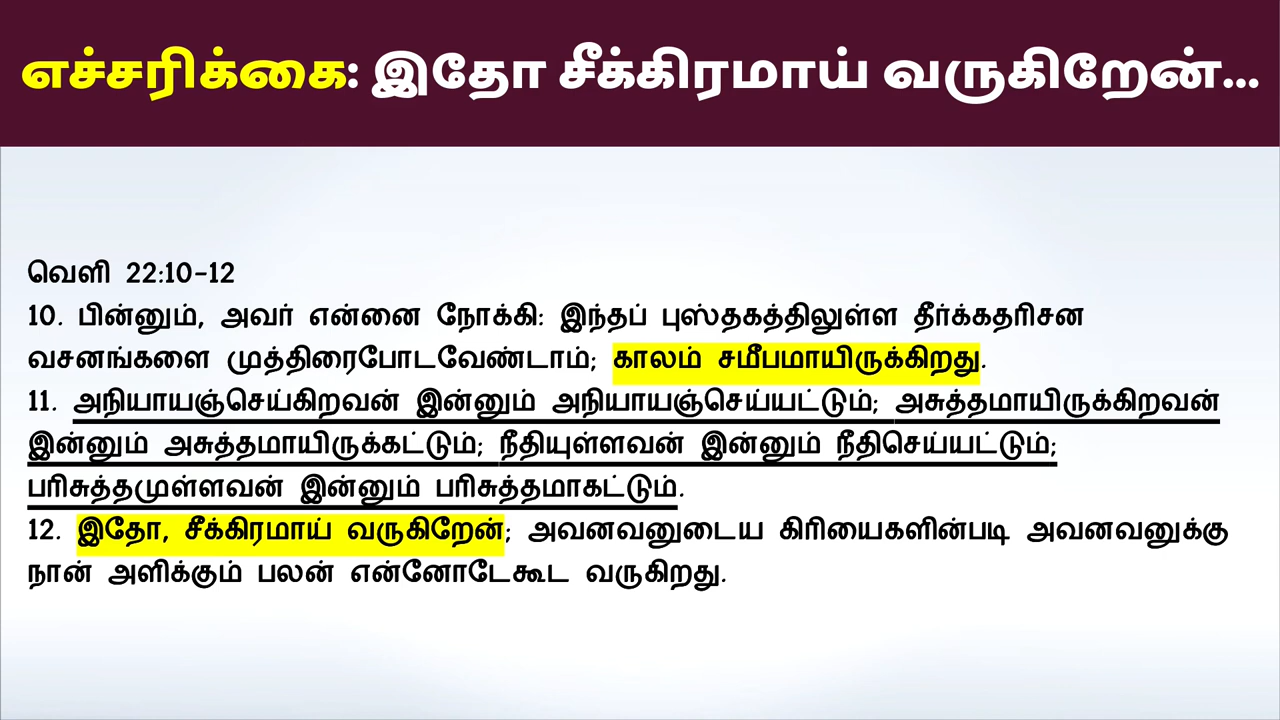 எச்சரிக்கை: இதோ சீக்கிரமாய் வருகிறேன்...
வெளி 22:10-12
10. பின்னும், அவர் என்னை நோக்கி: இந்தப் புஸ்தகத்திலுள்ள தீர்க்கதரிசன
வசனங்களை முத்திரைபோடவேண்டாம்; காலம் சமீபமாயிருக்கிறது.
11. அநியாயஞ்செய்கிறவன் இன்னும் அநியாயஞ்செய்யட்டும்; அசுத்தமாயிருக்கிறவன்
இன்னும் அசுத்தமாயிருக்கட்டும்; நீதியுள்ளவன் இன்னும் நீதிசெய்யட்டும்;
பரிசுத்தமுள்ளவன் இன்னும் பரிசுத்தமாகட்டும்.
12. இதோ, சீக்கிரமாய் வருகிறேன்; அவனவனுடைய கிரியைகளின்படி அவனவனுக்கு
நான் அளிக்கும் பலன் என்னோடேகூட வருகிறது.